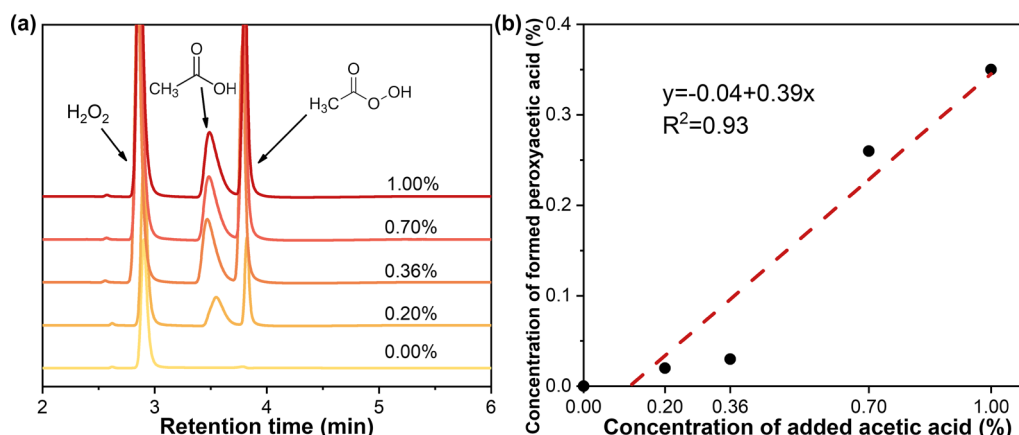 (a)
H₂O₂
CH₃
O
OH
H₃C
O
O
OH
1.00%
0.70%
0.36%
0.20%
0.00%
2
3
4
5
6
Retention time (min)
(b)
Concentration of formed peroxyacetic acid (%)
0.4
0.3
0.2
0.1
0.0
y=-0.04+0.39x
R²=0.93
0.00
0.20
0.36
0.70
1.00
Concentration of added acetic acid (%)